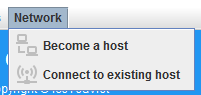 Network
Become a host
Connect to existing host